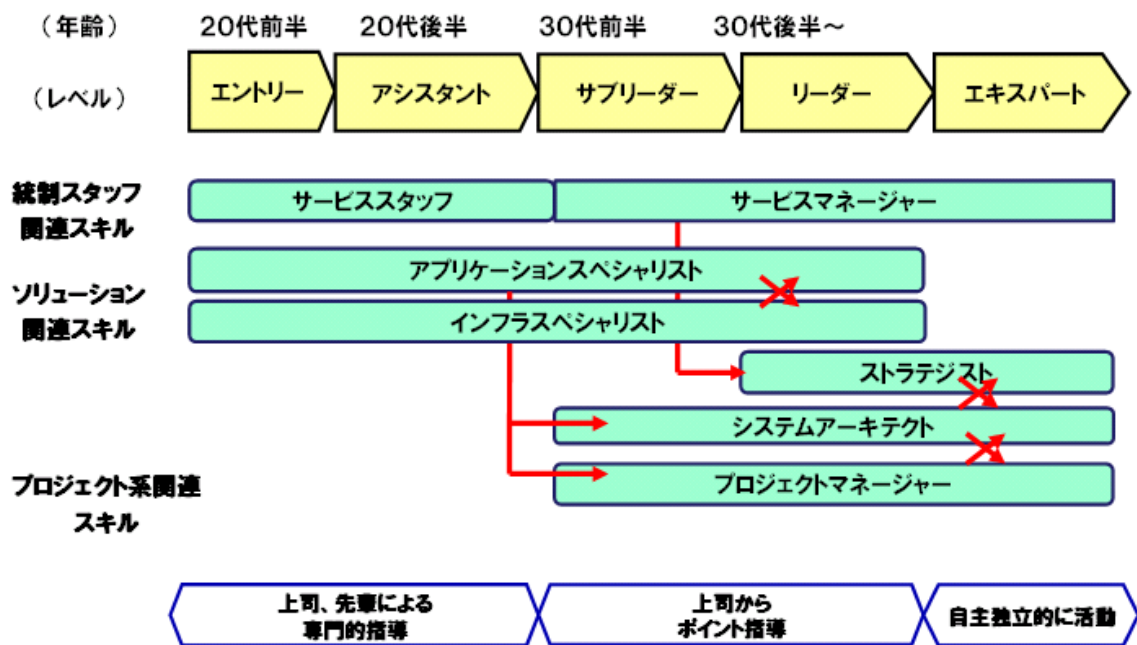 （年齢） 20代前半 20代後半 30代前半 30代後半～
（レベル） エントリー アシスタント サブリーダー リーダー エキスパート
統制スタッフ
関連スキル
サービススタッフ サービスマネージャー
ソリューション
関連スキル
アプリケーションスペシャリスト
インフラスペシャリスト
ストラテジスト
システムアーキテクト
プロジェクト系関連
スキル
プロジェクトマネージャー
上司、先輩による
専門的指導
上司から
ポイント指導
自主独立的に活動